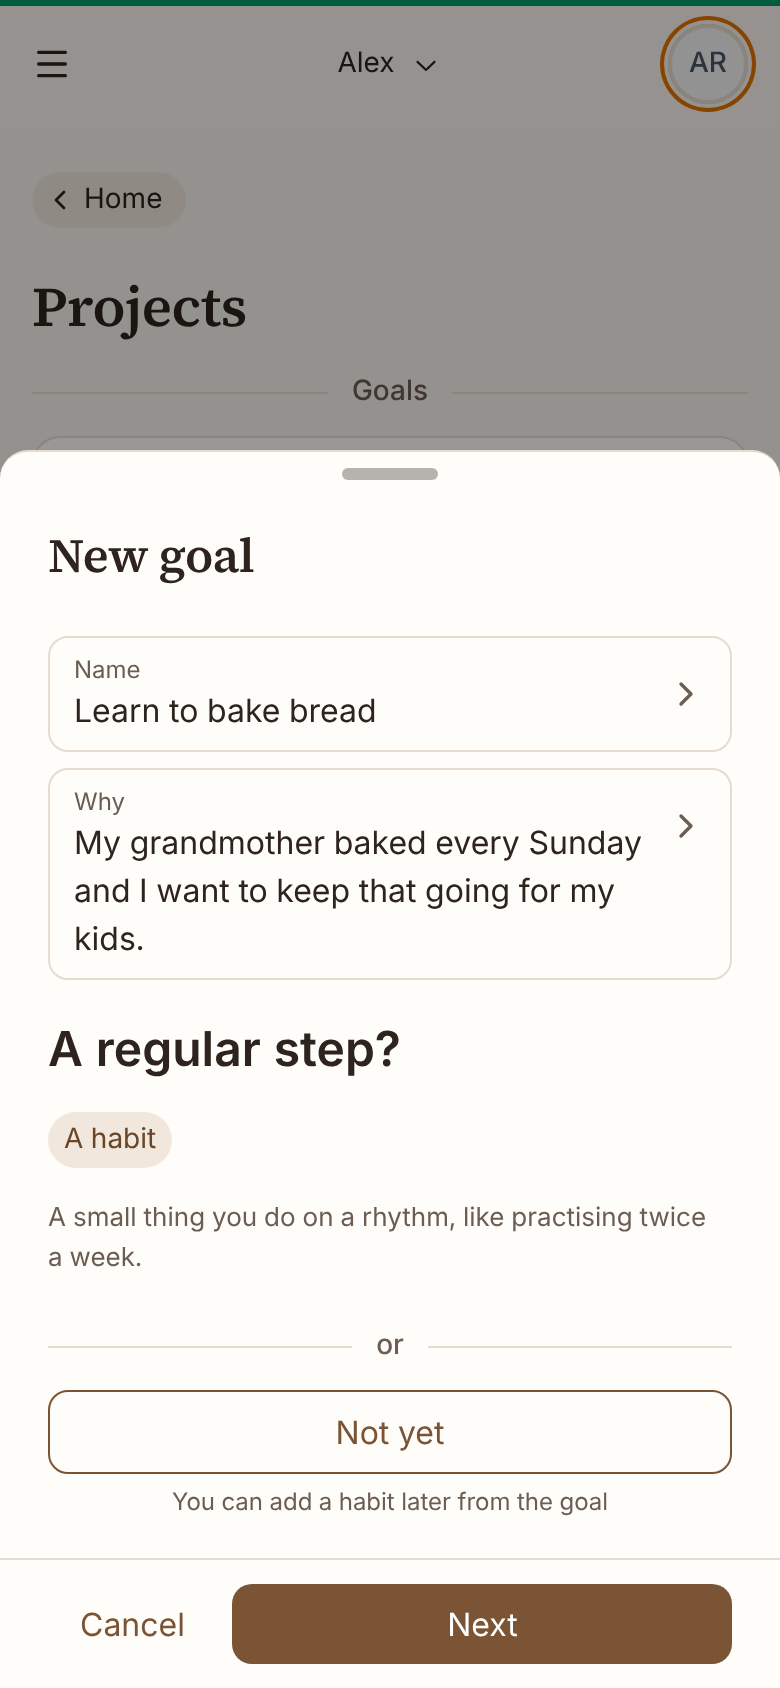 Alex
AR
Home
Projects
Goals
New goal
Name
Learn to bake bread
Why
My grandmother baked every Sunday
and I want to keep that going for my
kids.
A regular step?
A habit
A small thing you do on a rhythm, like practising twice
a week.
or
Not yet
You can add a habit later from the goal
Cancel
Next